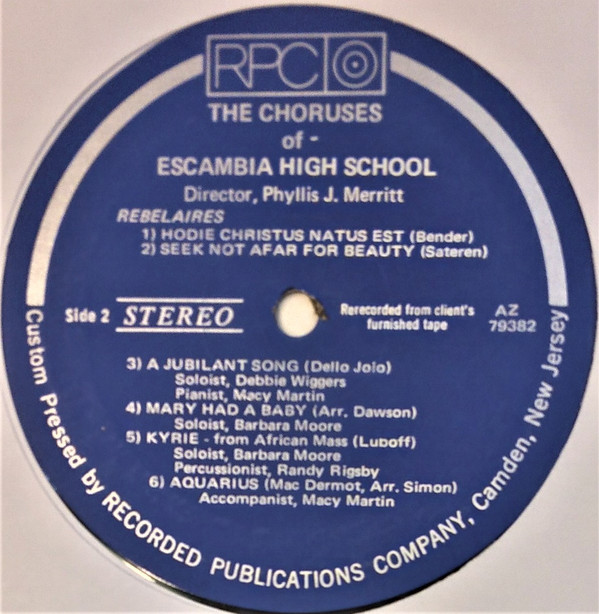 RPC
THE CHORUSES
of -
ESCAMBIA HIGH SCHOOL
Director, Phyllis J. Merritt
REBELAIRES
1) HODIE CHRISTUS NATUS EST (Bender)
2) SEEK NOT AFAR FOR BEAUTY (Sateren)
Side 2 STEREO
Rerecorded from client's
furnished tape
AZ
79382
3) A JUBILANT SONG (Dello Joio)
Soloist, Debbie Wiggers
Pianist, Macy Martin
4) MARY HAD A BABY (Arr. Dawson)
Soloist, Barbara Moore
5) KYRIE - from African Mass (Luboff)
Soloist, Barbara Moore
Percussionist, Randy Rigsby
6) AQUARIUS (Mac Dermot, Arr. Simon)
Accompanist, Macy Martin
Custom Pressed by RECORDED PUBLICATIONS COMPANY, Camden, New Jersey